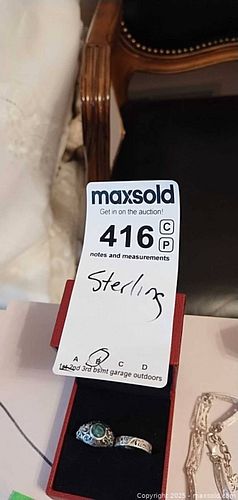 maxsold
Get in on the auction!
416 C
P
notes and measurements
Sterling
A B C D
1st 2nd 3rd bsmt garage outdoors
Copyright 2025 - maxsold.com